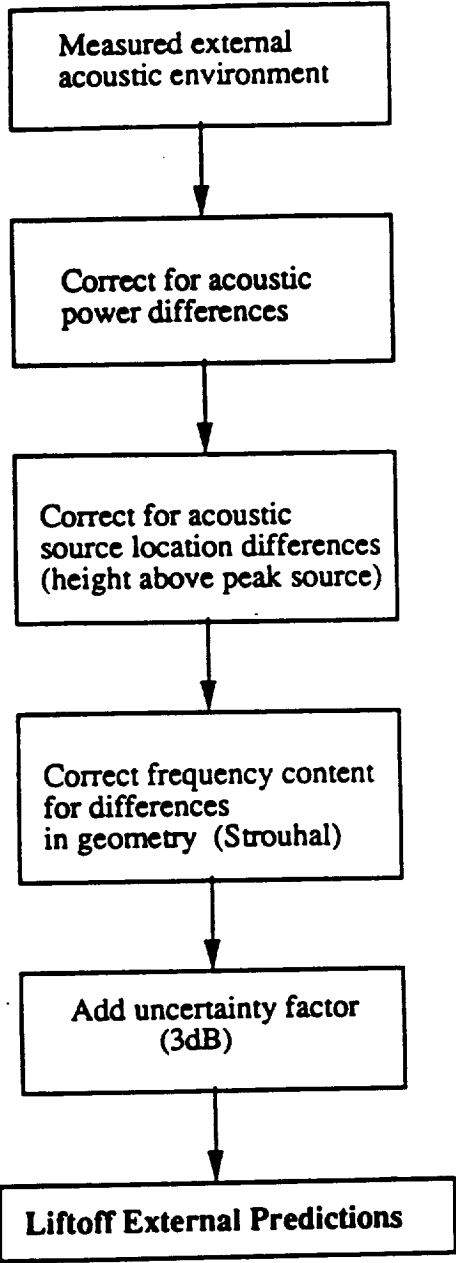 Measured external
acoustic environment
Correct for acoustic
power differences
Correct for acoustic
source location differences
(height above peak source)
Correct frequency content
for differences
in geometry (Strouhal)
Add uncertainty factor
(3dB)
Liftoff External Predictions